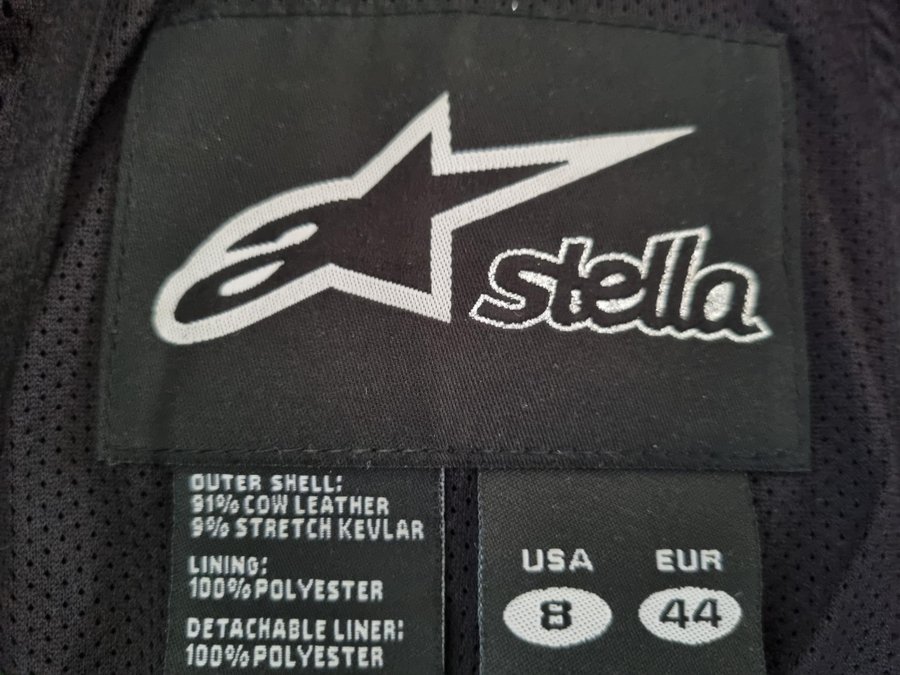 stella
OUTER SHELL:
91% COW LEATHER
9% STRETCH KEVLAR
LINING:
100% POLYESTER
DETACHABLE LINER:
100% POLYESTER
USA EUR
8 44